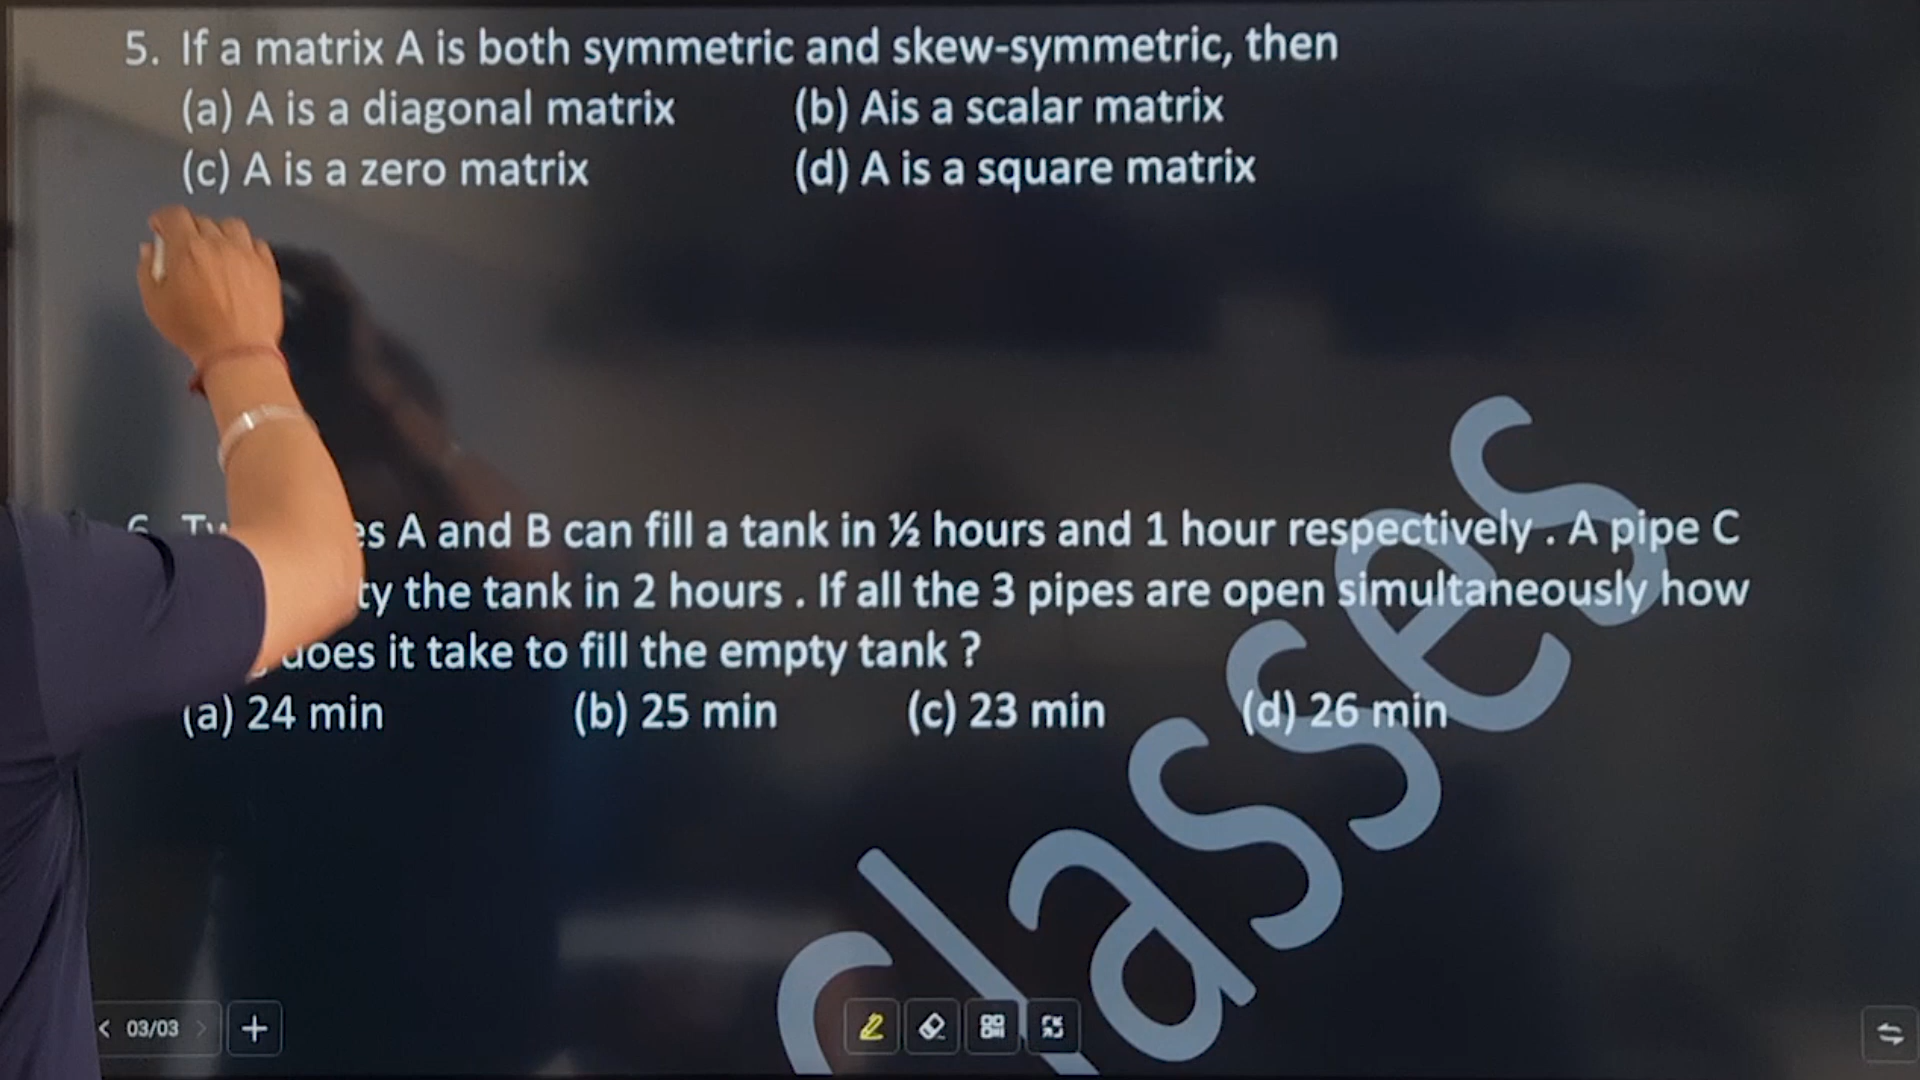 5. If a matrix A is both symmetric and skew-symmetric, then
(a) A is a diagonal matrix (b) Ais a scalar matrix
(c) A is a zero matrix (d) A is a square matrix
es A and B can fill a tank in ½ hours and 1 hour respectively . A pipe C
ty the tank in 2 hours . If all the 3 pipes are open simultaneously how
does it take to fill the empty tank ?
(a) 24 min (b) 25 min (c) 23 min (d) 26 min
Classes
03/03